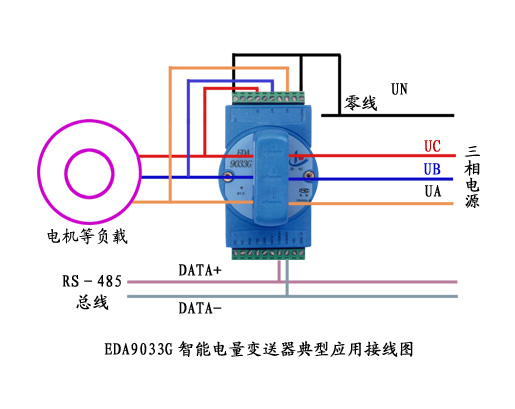 UN
零线
EDA
9033G
UC
UB
UA
三相电源
电机等负载
RS-485
总线
DATA+
DATA-
EDA9033G 智能电量变送器典型应用接线图